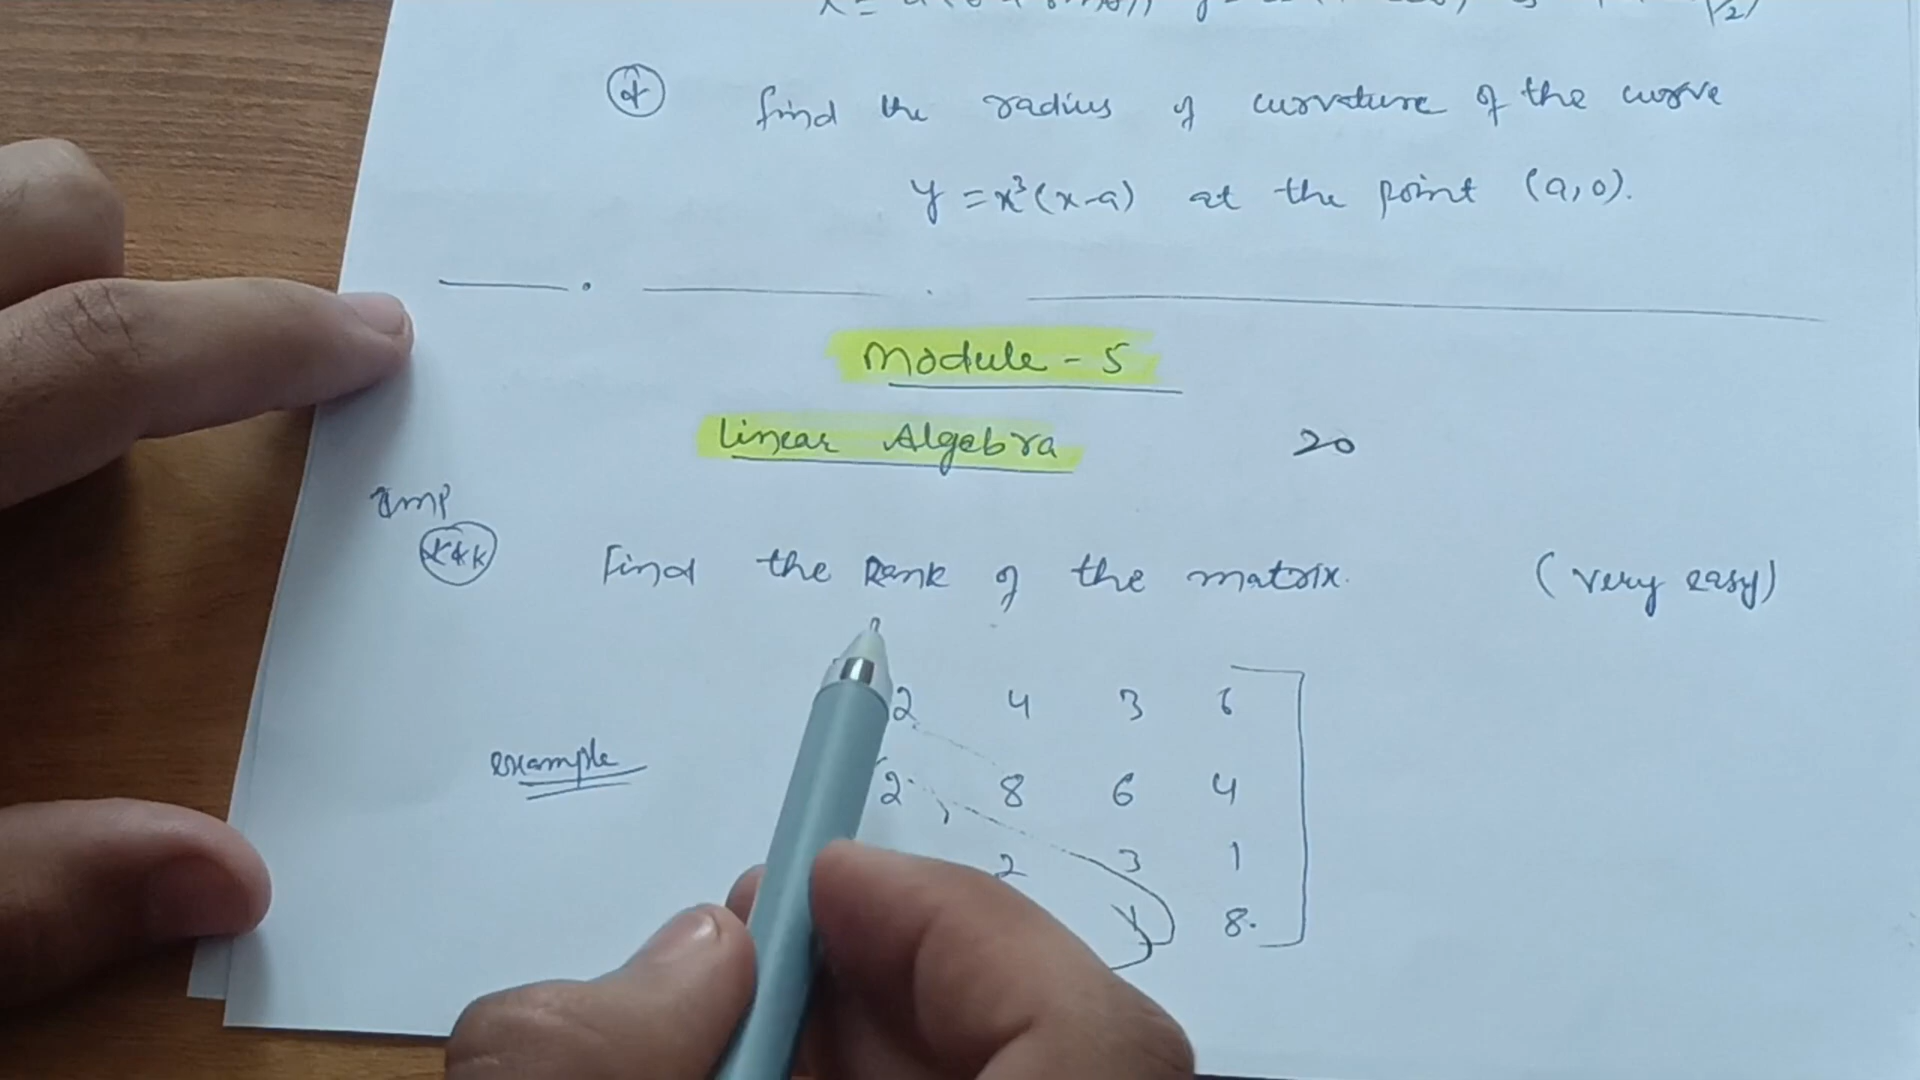 find the radius of curvature of the curve
y = x³(x-a) at the point (a,0).
Module - 5
Linear Algebra 20
Imp
Find the Rank of the matrix. (very easy)
2 4 3 6
example
2 8 6 4
2 3 1
8.